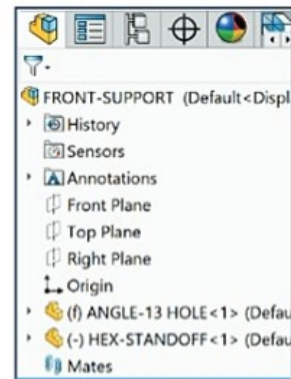 FRONT-SUPPORT (Default<Displ
History
Sensors
Annotations
Front Plane
Top Plane
Right Plane
Origin
(f) ANGLE-13 HOLE<1> (Defau
(-) HEX-STANDOFF<1> (Defau
Mates